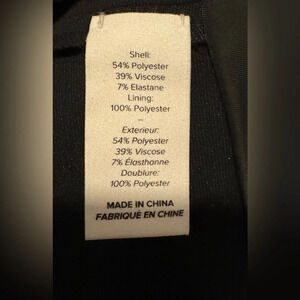 Shell:
54% Polyester
39% Viscose
7% Elastane
Lining:
100% Polyester
–
Exterieur:
54% Polyester
39% Viscose
7% Élasthanne
Doublure:
100% Polyester
MADE IN CHINA
FABRIQUÉ EN CHINE